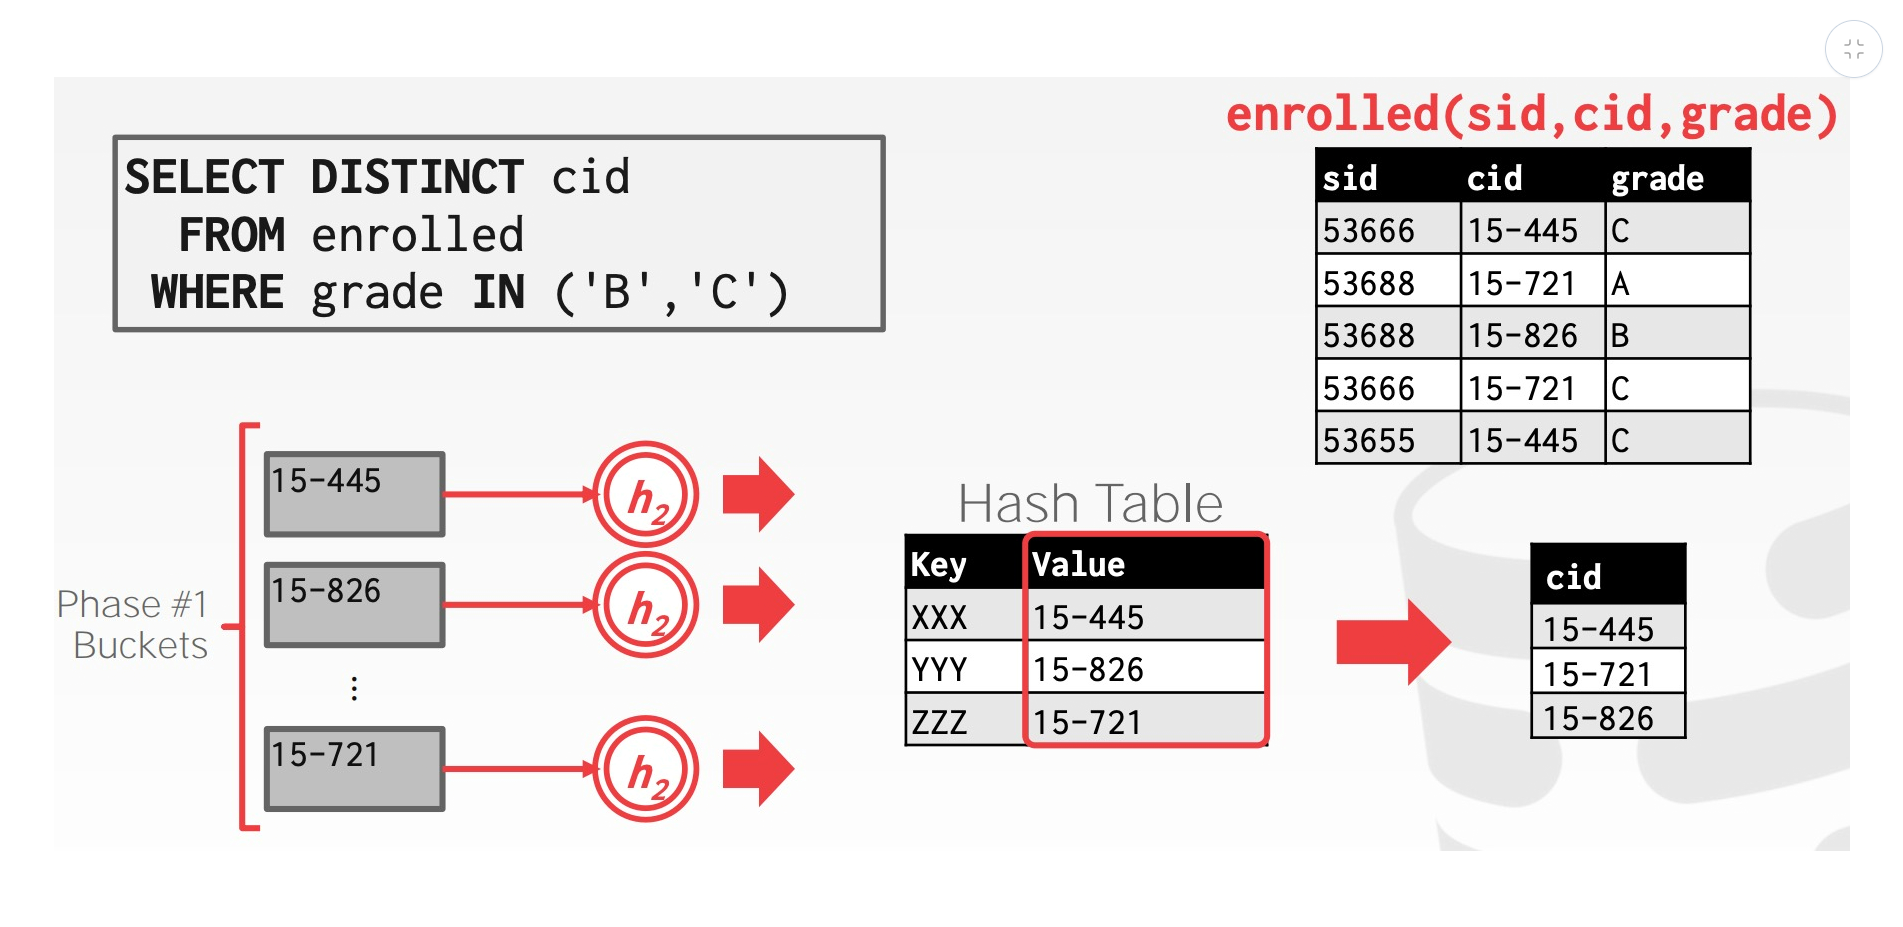 enrolled(sid,cid,grade)
SELECT DISTINCT cid
FROM enrolled
WHERE grade IN ('B','C')
sid cid grade
53666 15-445 C
53688 15-721 A
53688 15-826 B
53666 15-721 C
53655 15-445 C
Phase #1
Buckets
15-445
h2
15-826
h2
⋮
15-721
h2
Hash Table
Key Value
XXX 15-445
YYY 15-826
ZZZ 15-721
cid
15-445
15-721
15-826